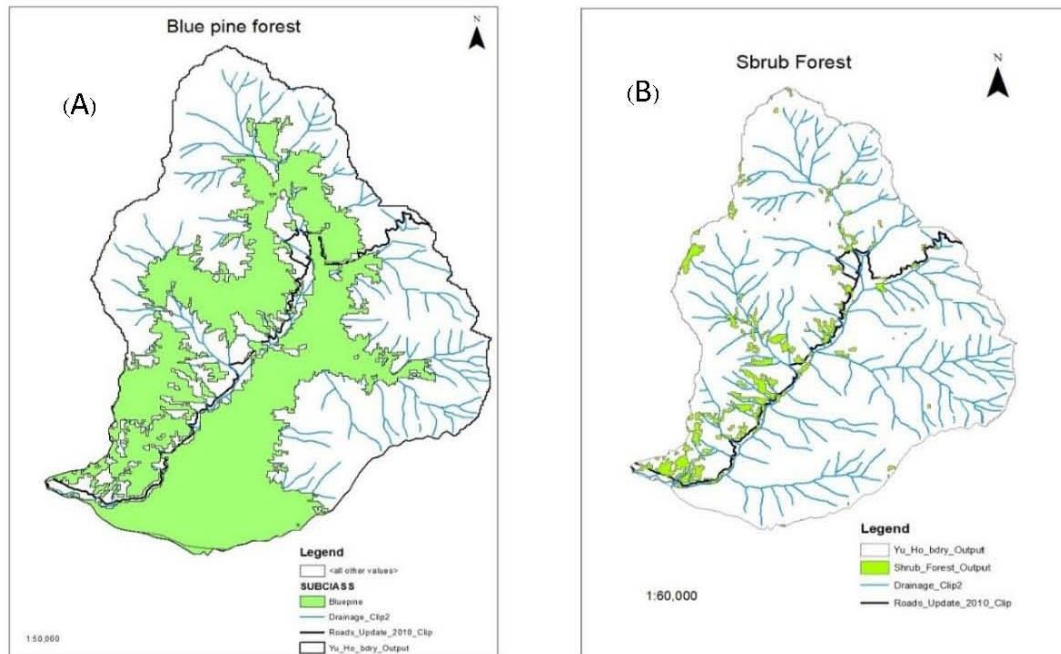 Blue pine forest
N
(A)
Legend
<all other values>
SUBCIASS
Bluepine
Drainage_Clip2
Roads_Update_2010_Clip
Yu_Ho_bdry_Output
1:50,000
N
Sbrub Forest
(B)
Legend
Yu_Ho_bdry_Output
Shrub_Forest_Output
Drainage_Clip2
Roads_Update_2010_Clip
1:60,000